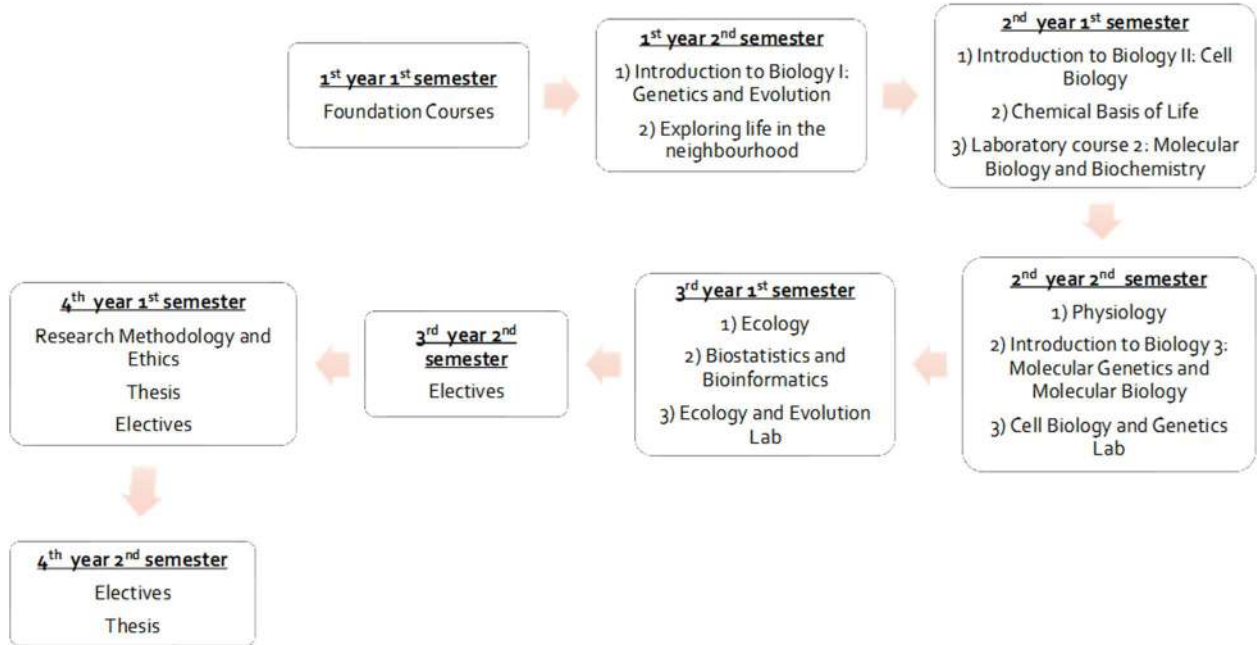 1st year 1st semester
Foundation Courses
1st year 2nd semester
1) Introduction to Biology I:
Genetics and Evolution
2) Exploring life in the
neighbourhood
2nd year 1st semester
1) Introduction to Biology II: Cell
Biology
2) Chemical Basis of Life
3) Laboratory course 2: Molecular
Biology and Biochemistry
2nd year 2nd semester
1) Physiology
2) Introduction to Biology 3:
Molecular Genetics and
Molecular Biology
3) Cell Biology and Genetics
Lab
3rd year 1st semester
1) Ecology
2) Biostatistics and
Bioinformatics
3) Ecology and Evolution
Lab
3rd year 2nd
semester
Electives
4th year 1st semester
Research Methodology and
Ethics
Thesis
Electives
4th year 2nd semester
Electives
Thesis